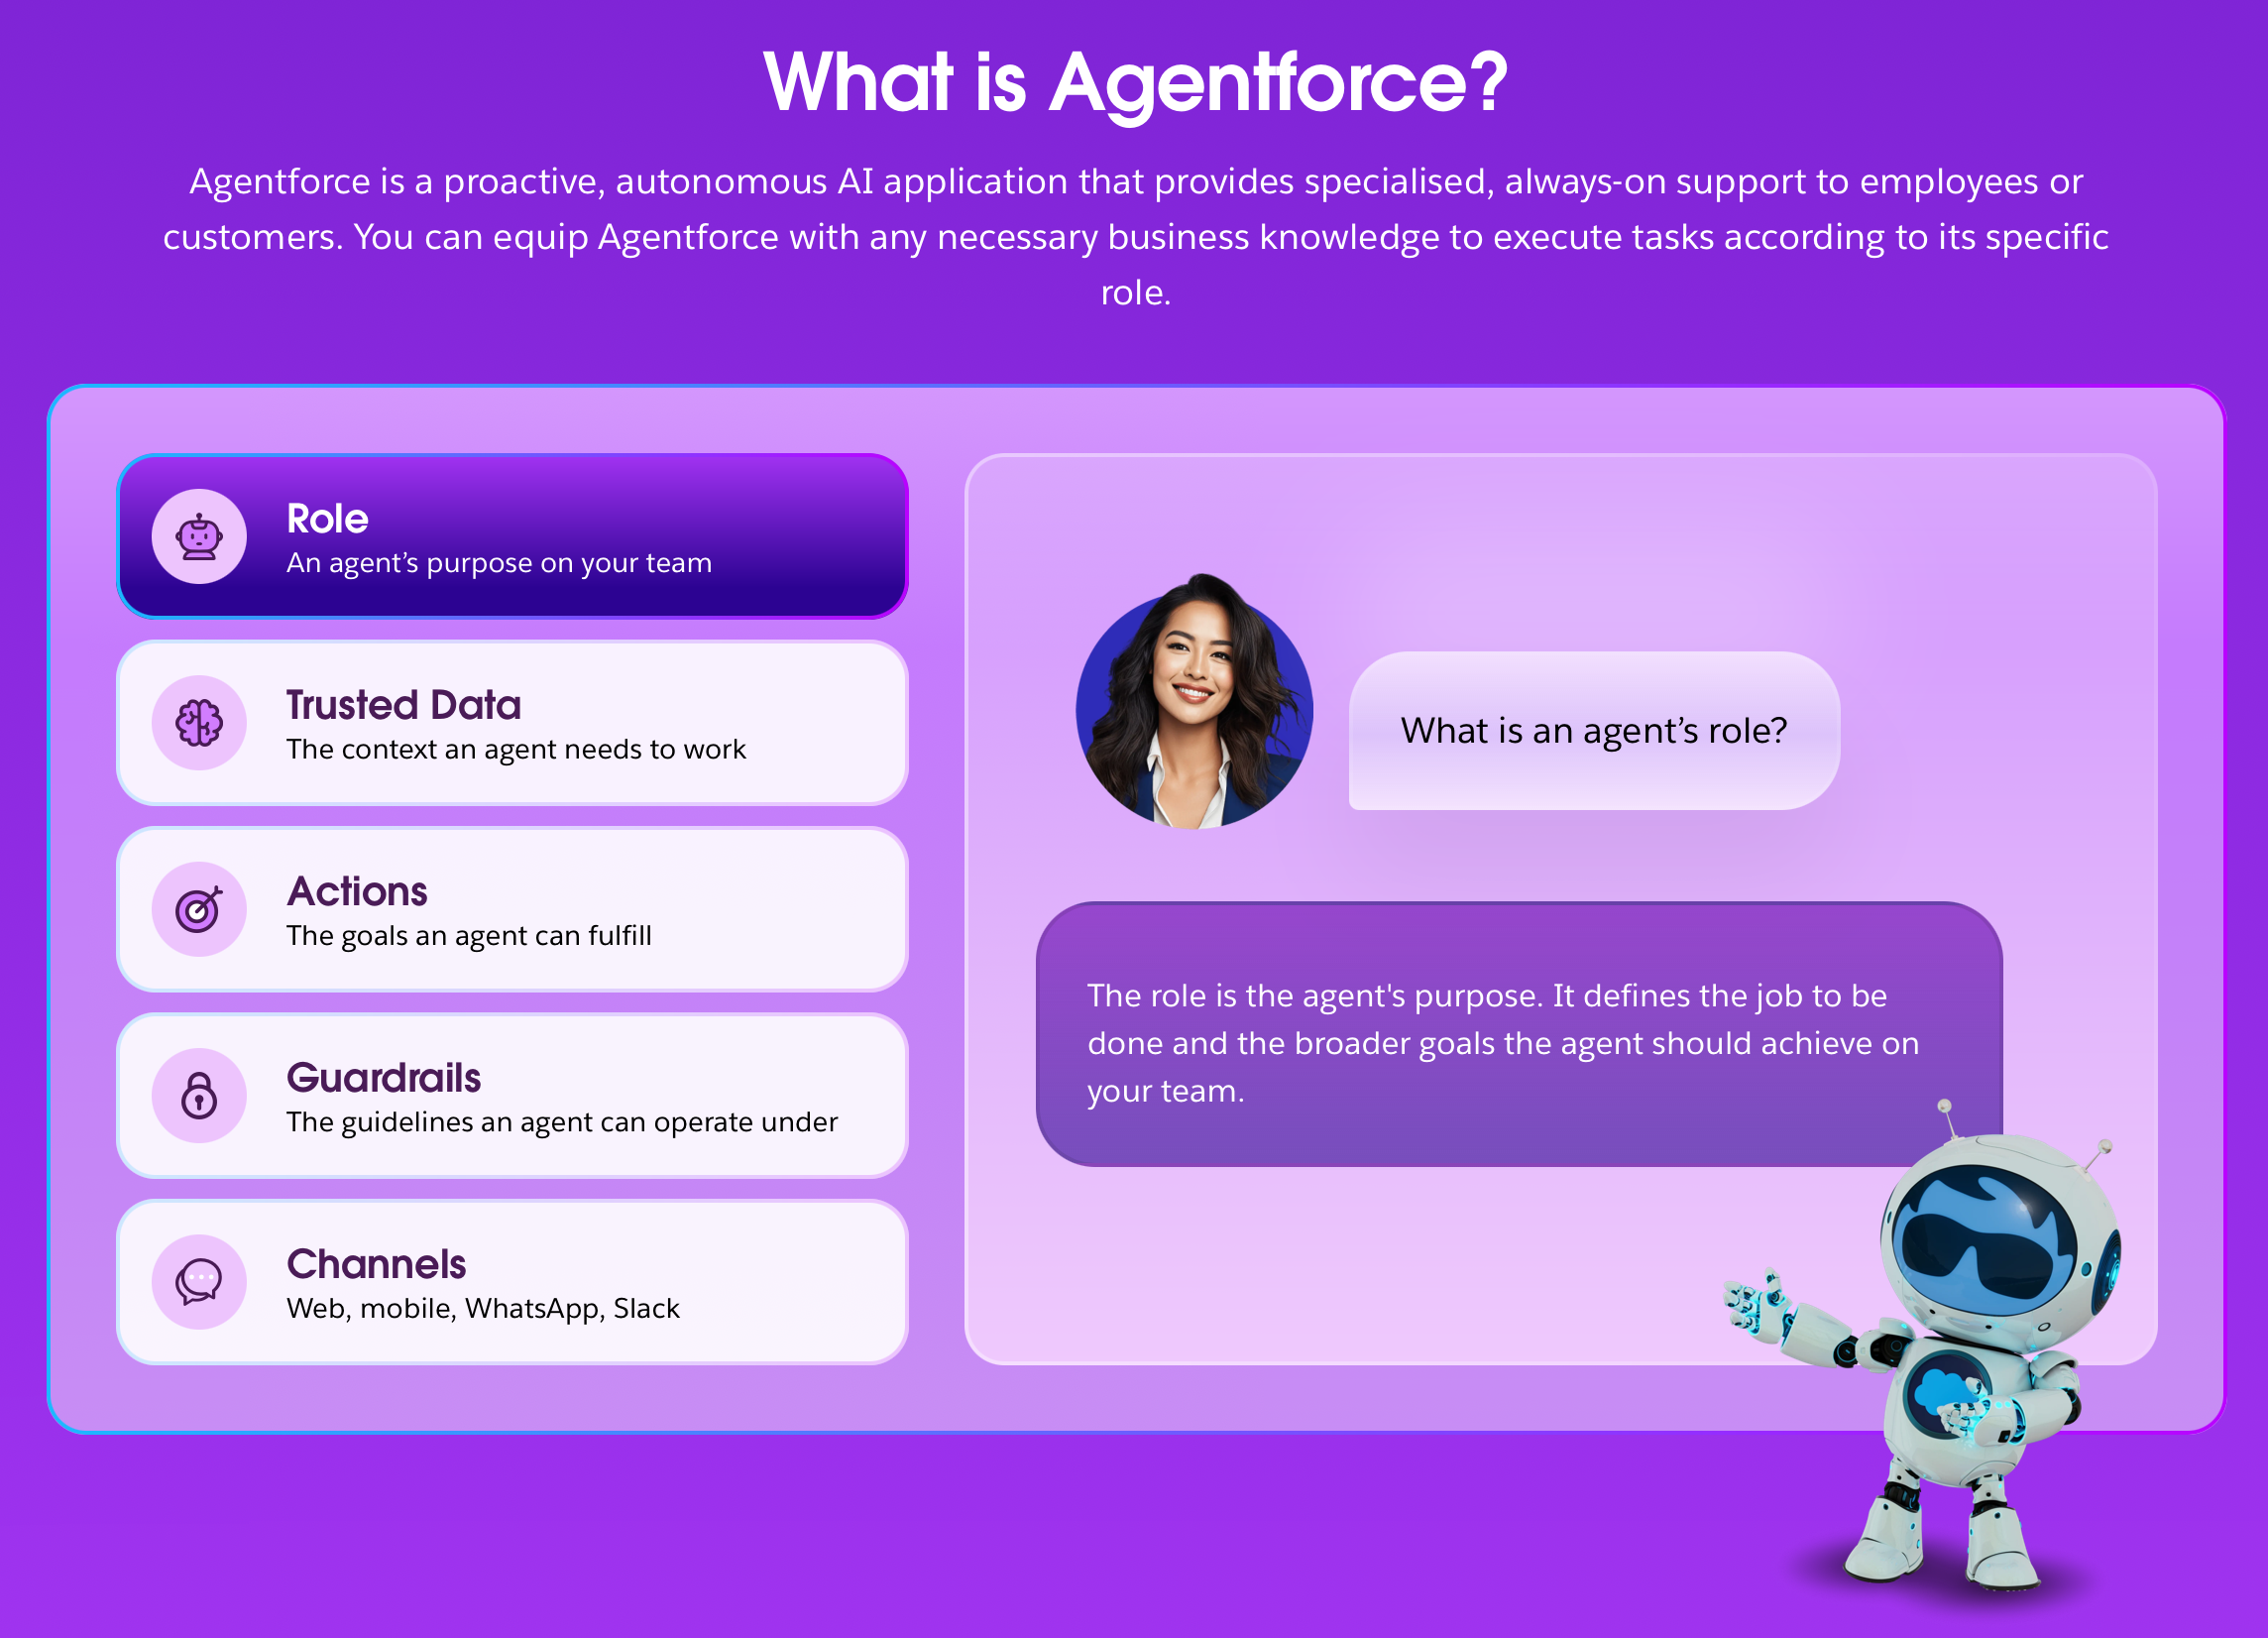 What is Agentforce?
Agentforce is a proactive, autonomous AI application that provides specialised, always-on support to employees or
customers. You can equip Agentforce with any necessary business knowledge to execute tasks according to its specific
role.
Role
An agent’s purpose on your team
Trusted Data
The context an agent needs to work
Actions
The goals an agent can fulfill
Guardrails
The guidelines an agent can operate under
Channels
Web, mobile, WhatsApp, Slack
What is an agent’s role?
The role is the agent's purpose. It defines the job to be
done and the broader goals the agent should achieve on
your team.